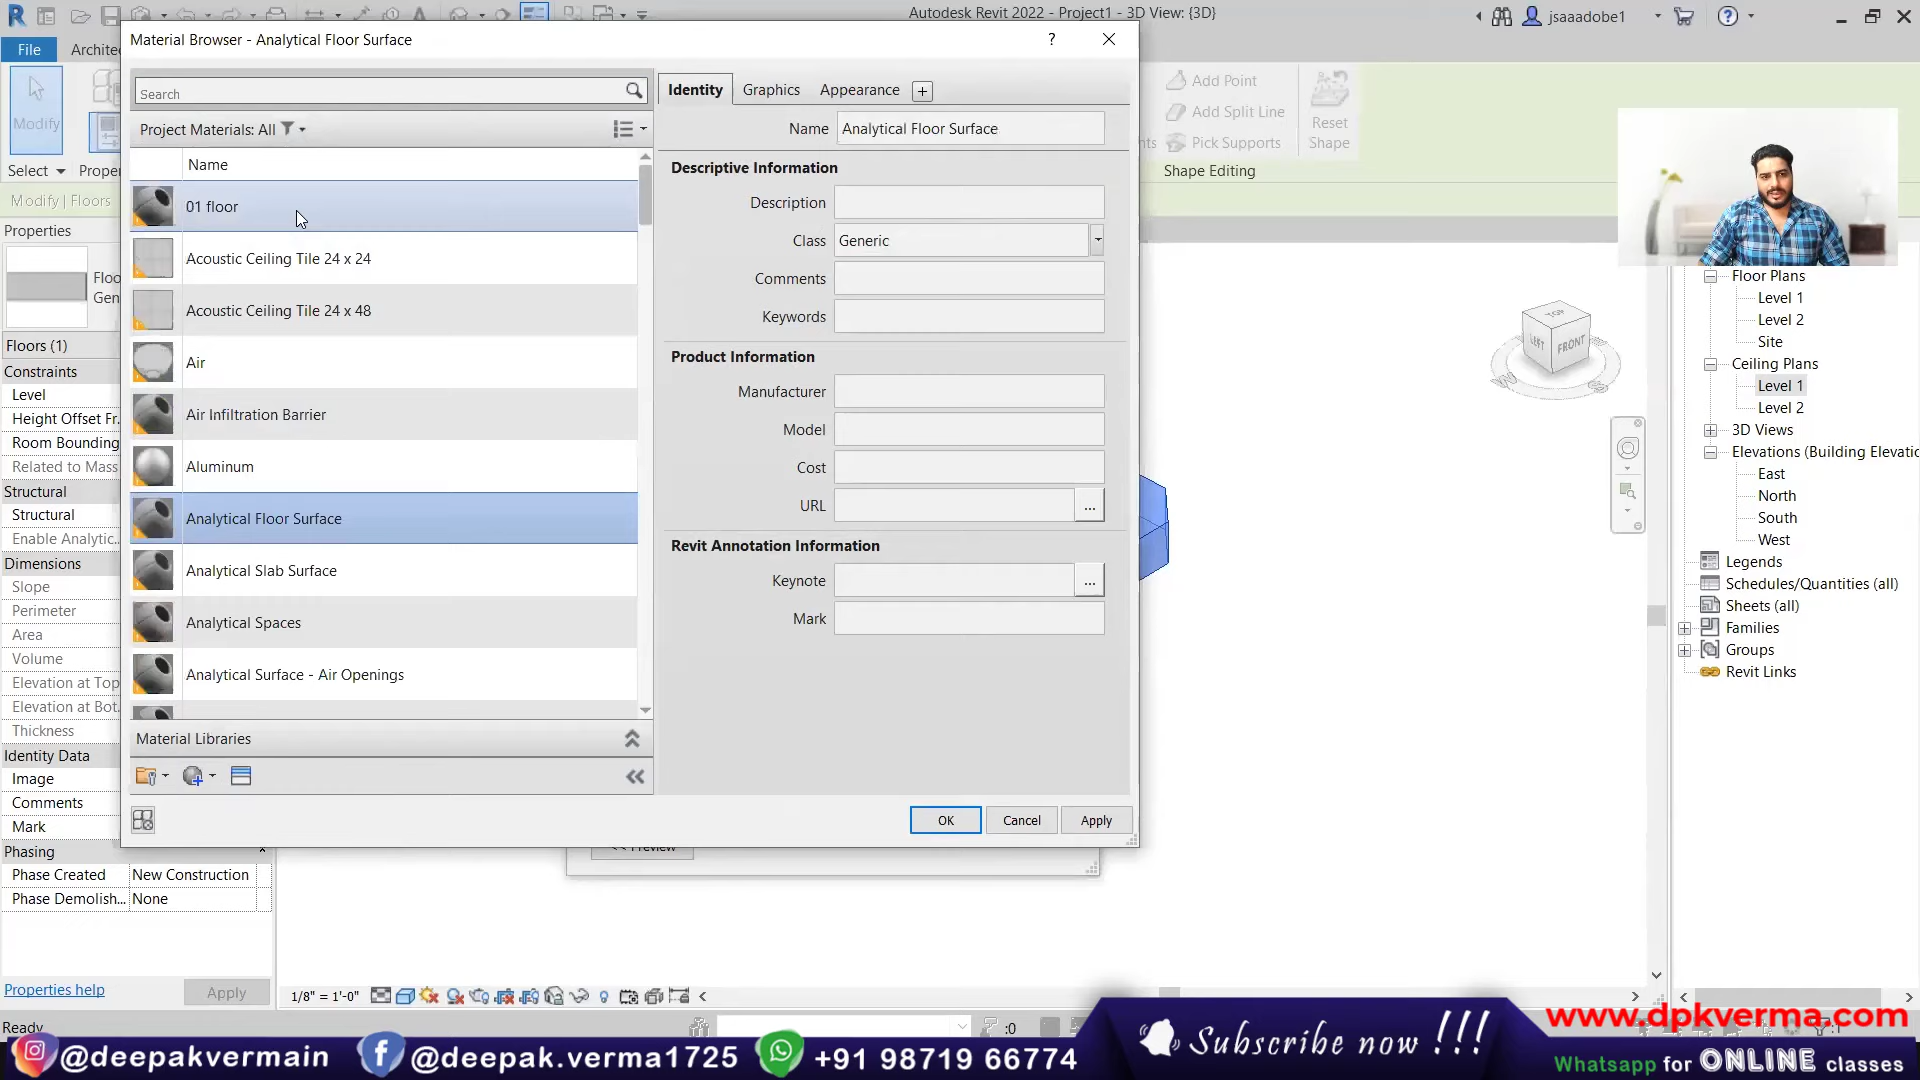 Autodesk Revit 2022 - Project1 - 3D View: {3D}
jsaaadobe1
File
Archite
Modify
Select
Proper
Modify | Floors
Add Point
Add Split Line
Pick Supports
Reset
Shape
Shape Editing
Properties
Floo
Gen
Floors (1)
Constraints
Level
Height Offset Fr...
Room Bounding
Related to Mass
Structural
Structural
Enable Analytic...
Dimensions
Slope
Perimeter
Area
Volume
Elevation at Top
Elevation at Bot.
Thickness
Identity Data
Image
Comments
Mark
Phasing
Phase Created
New Construction
Phase Demolish...
None
Properties help
Apply
Ready
Material Browser - Analytical Floor Surface
?
Search
Project Materials: All
Name
01 floor
Acoustic Ceiling Tile 24 x 24
Acoustic Ceiling Tile 24 x 48
Air
Air Infiltration Barrier
Aluminum
Analytical Floor Surface
Analytical Slab Surface
Analytical Spaces
Analytical Surface - Air Openings
Material Libraries
Identity
Graphics
Appearance
Name
Analytical Floor Surface
Descriptive Information
Description
Class
Generic
Comments
Keywords
Product Information
Manufacturer
Model
Cost
URL
...
Revit Annotation Information
Keynote
...
Mark
OK
Cancel
Apply
<< Preview
TOP
LEFT
FRONT
W
S
Floor Plans
Level 1
Level 2
Site
Ceiling Plans
Level 1
Level 2
3D Views
Elevations (Building Elevatio
East
North
South
West
Legends
Schedules/Quantities (all)
Sheets (all)
Families
Groups
Revit Links
1/8" = 1'-0"
:0
@deepakvermain
@deepak.verma1725
+91 98719 66774
Subscribe now !!!
www.dpkverma.com
Whatsapp for ONLINE classes